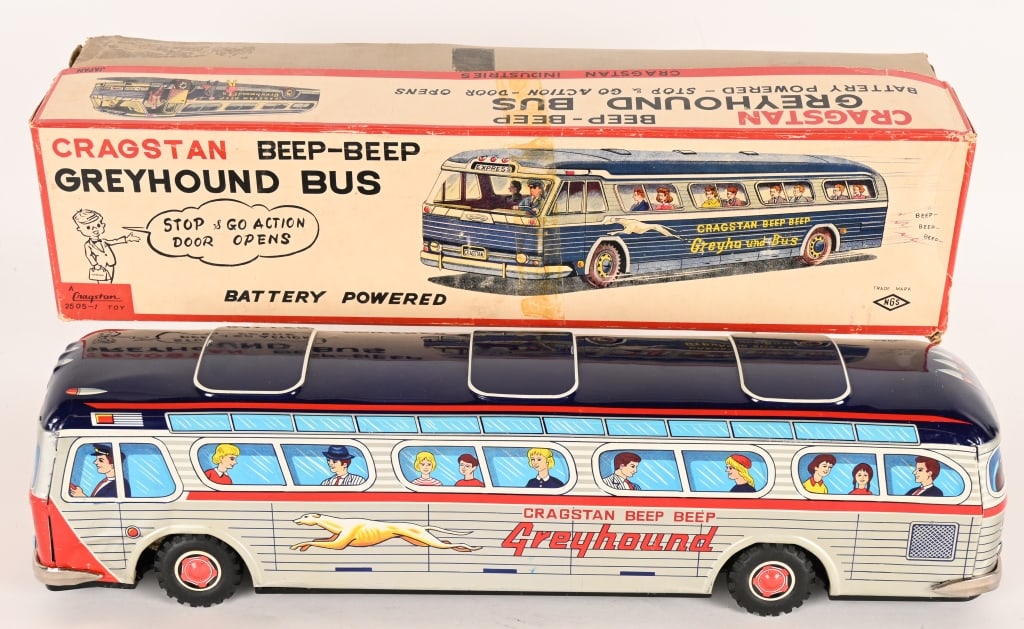 CRAGSTAN INDUSTRIES
BATTERY POWERED - STOP & GO ACTION - DOOR OPENS
BEEP-BEEP
CRAGSTAN
GREYHOUND BUS
JAPAN
CRAGSTAN BEEP-BEEP
GREYHOUND BUS
STOP & GO ACTION
DOOR OPENS
BATTERY POWERED
A
Cragstan
2505-1 TOY
EXPRESS
CRAGSTAN
CRAGSTAN BEEP BEEP
Greyhound Bus
BEEP-
BEEP-
BEEP
TRADE MARK
NGS
CRAGSTAN BEEP BEEP
Greyhound